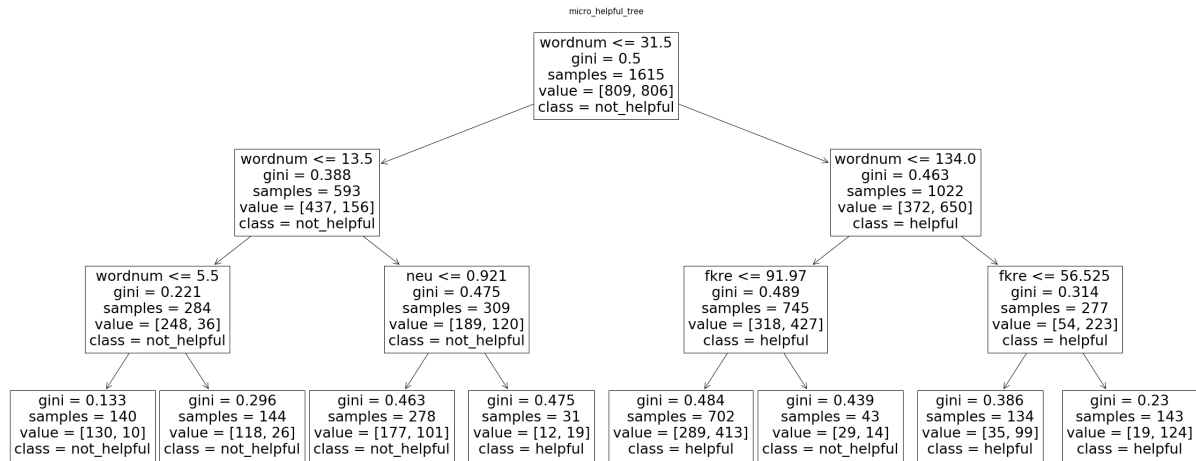 micro_helpful_tree
wordnum <= 31.5
gini = 0.5
samples = 1615
value = [809, 806]
class = not_helpful
wordnum <= 13.5
gini = 0.388
samples = 593
value = [437, 156]
class = not_helpful
wordnum <= 134.0
gini = 0.463
samples = 1022
value = [372, 650]
class = helpful
wordnum <= 5.5
gini = 0.221
samples = 284
value = [248, 36]
class = not_helpful
neu <= 0.921
gini = 0.475
samples = 309
value = [189, 120]
class = not_helpful
fkre <= 91.97
gini = 0.489
samples = 745
value = [318, 427]
class = helpful
fkre <= 56.525
gini = 0.314
samples = 277
value = [54, 223]
class = helpful
gini = 0.133
samples = 140
value = [130, 10]
class = not_helpful
gini = 0.296
samples = 144
value = [118, 26]
class = not_helpful
gini = 0.463
samples = 278
value = [177, 101]
class = not_helpful
gini = 0.475
samples = 31
value = [12, 19]
class = helpful
gini = 0.484
samples = 702
value = [289, 413]
class = helpful
gini = 0.439
samples = 43
value = [29, 14]
class = not_helpful
gini = 0.386
samples = 134
value = [35, 99]
class = helpful
gini = 0.23
samples = 143
value = [19, 124]
class = helpful